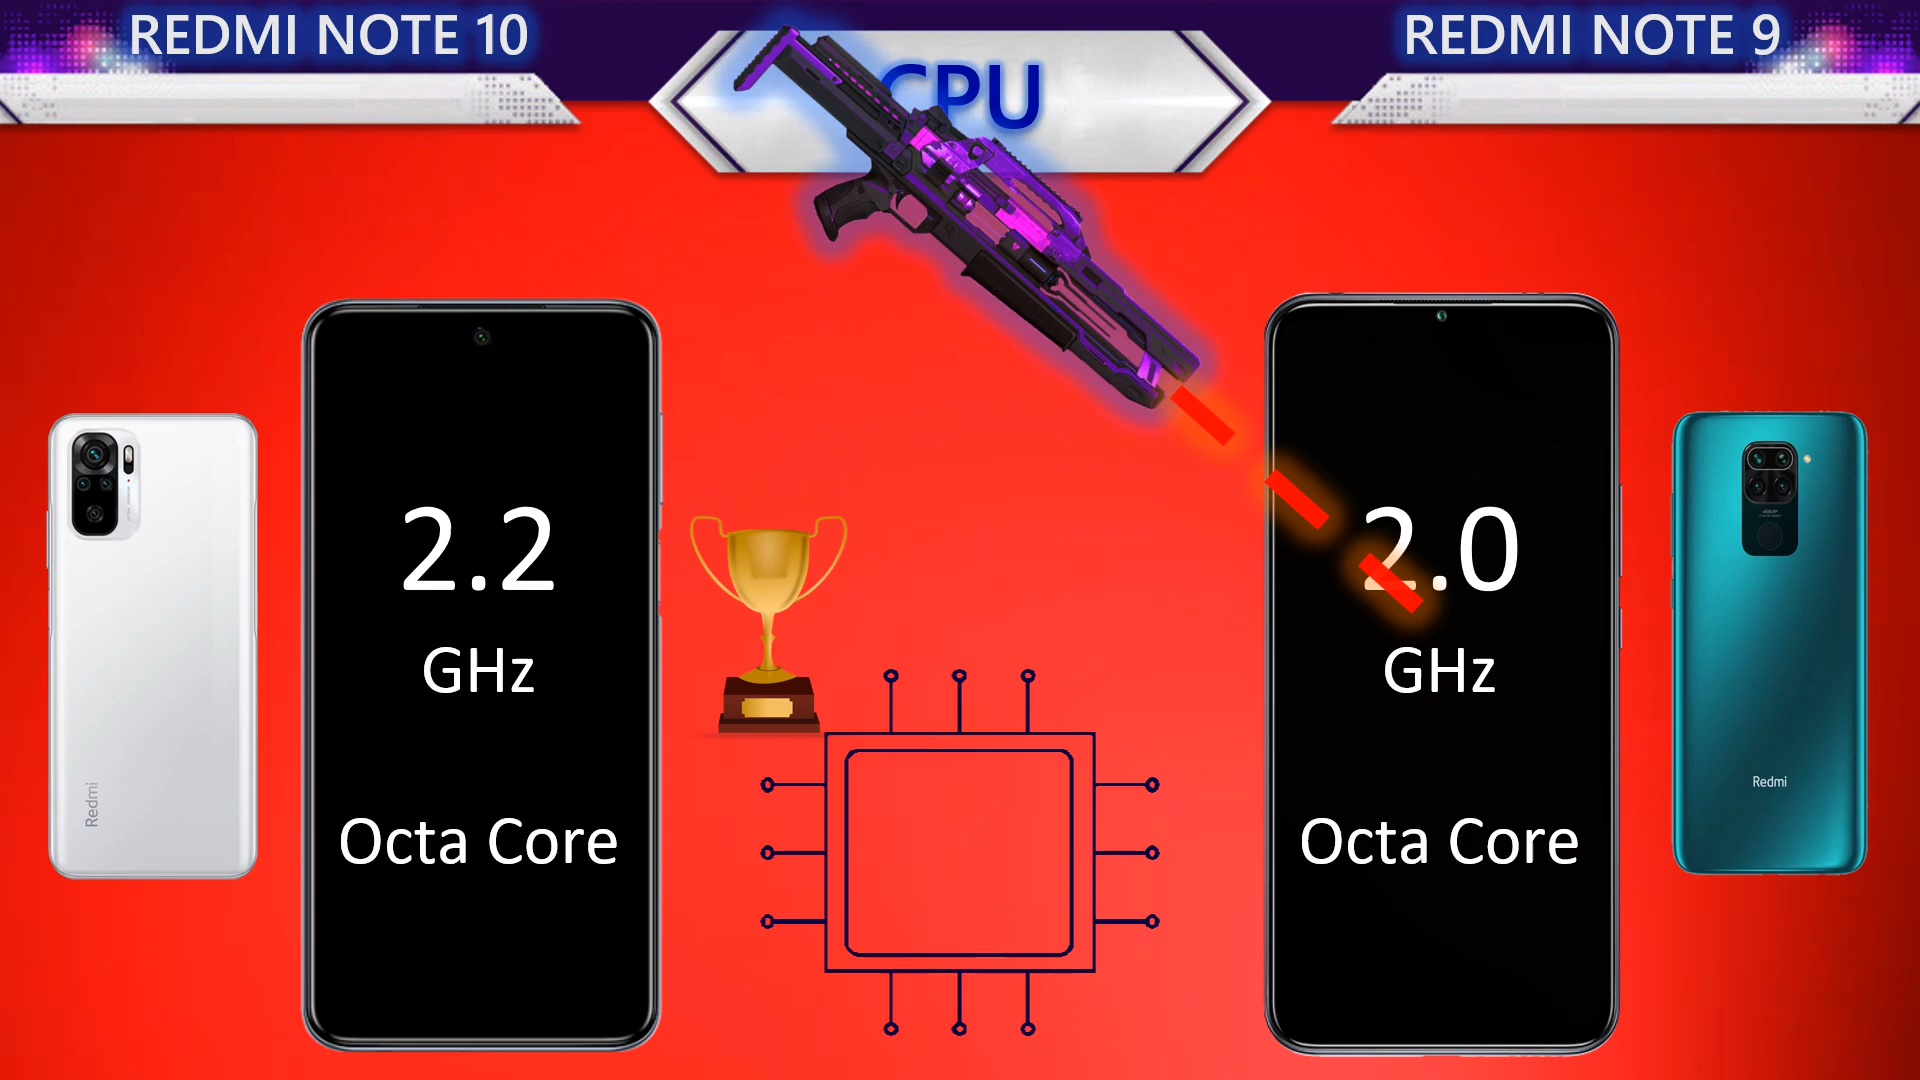 REDMI NOTE 10
CPU
REDMI NOTE 9
2.2
GHz
Octa Core
2.0
GHz
Octa Core
Redmi
Redmi